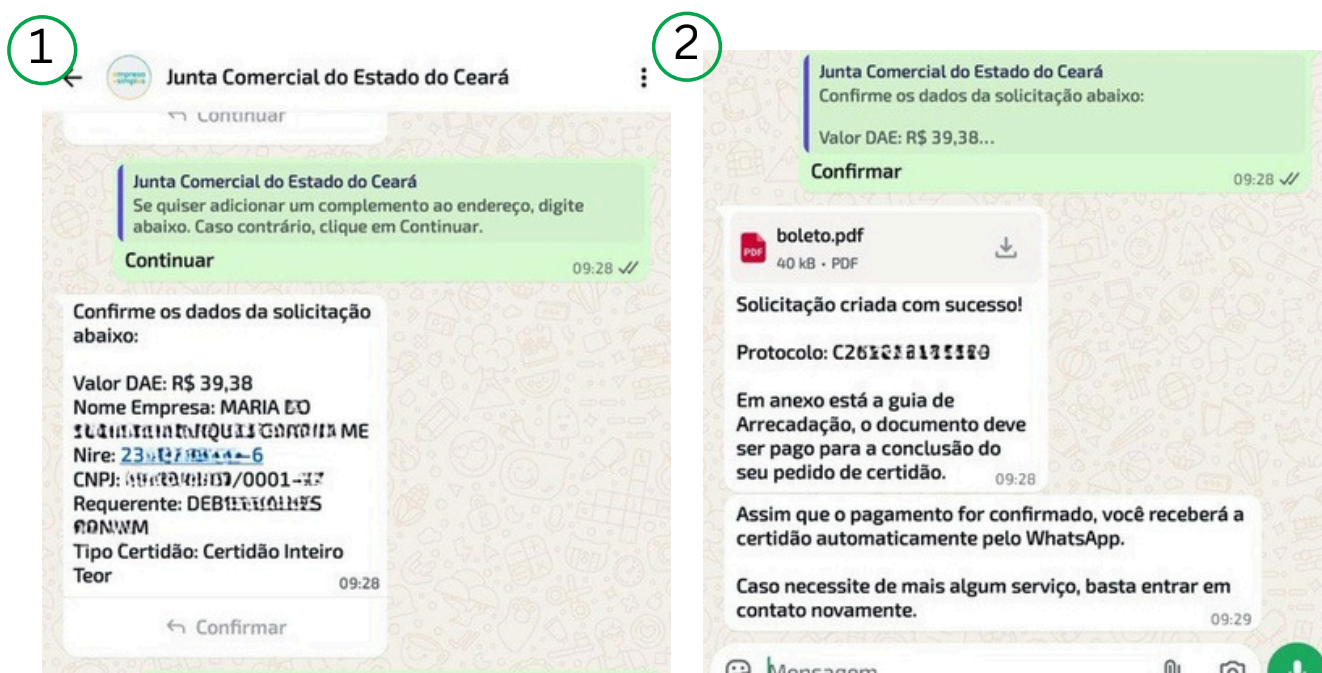 1
Junta Comercial do Estado do Ceará
Continuar
Junta Comercial do Estado do Ceará
Se quiser adicionar um complemento ao endereço, digite
abaixo. Caso contrário, clique em Continuar.
Continuar
09:28
Confirme os dados da solicitação
abaixo:
Valor DAE: R$ 39,38
Nome Empresa: MARIA
ME
Nire:
CNPJ:
Requerente:
Tipo Certidão: Certidão Inteiro
Teor
09:28
Confirmar
2
Junta Comercial do Estado do Ceará
Confirme os dados da solicitação abaixo:
Valor DAE: R$ 39,38...
Confirmar
09:28
boleto.pdf
PDF
40 kB • PDF
Solicitação criada com sucesso!
Protocolo:
Em anexo está a guia de
Arrecadação, o documento deve
ser pago para a conclusão do
seu pedido de certidão.
09:28
Assim que o pagamento for confirmado, você receberá a
certidão automaticamente pelo WhatsApp.
Caso necessite de mais algum serviço, basta entrar em
contato novamente.
09:29
Mensagem